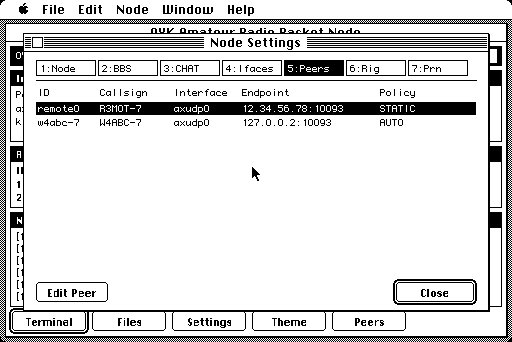 File Edit Node Window Help
Node Settings
1:Node 2:BBS 3:CHAT 4:Ifaces 5:Peers 6:Rig 7:Prn
ID Callsign Interface Endpoint Policy
remote0 R3MOT-7 axudp0 12.34.56.78:10093 STATIC
w4abc-7 W4ABC-7 axudp0 127.0.0.2:10093 AUTO
Edit Peer Close
Terminal Files Settings Theme Peers